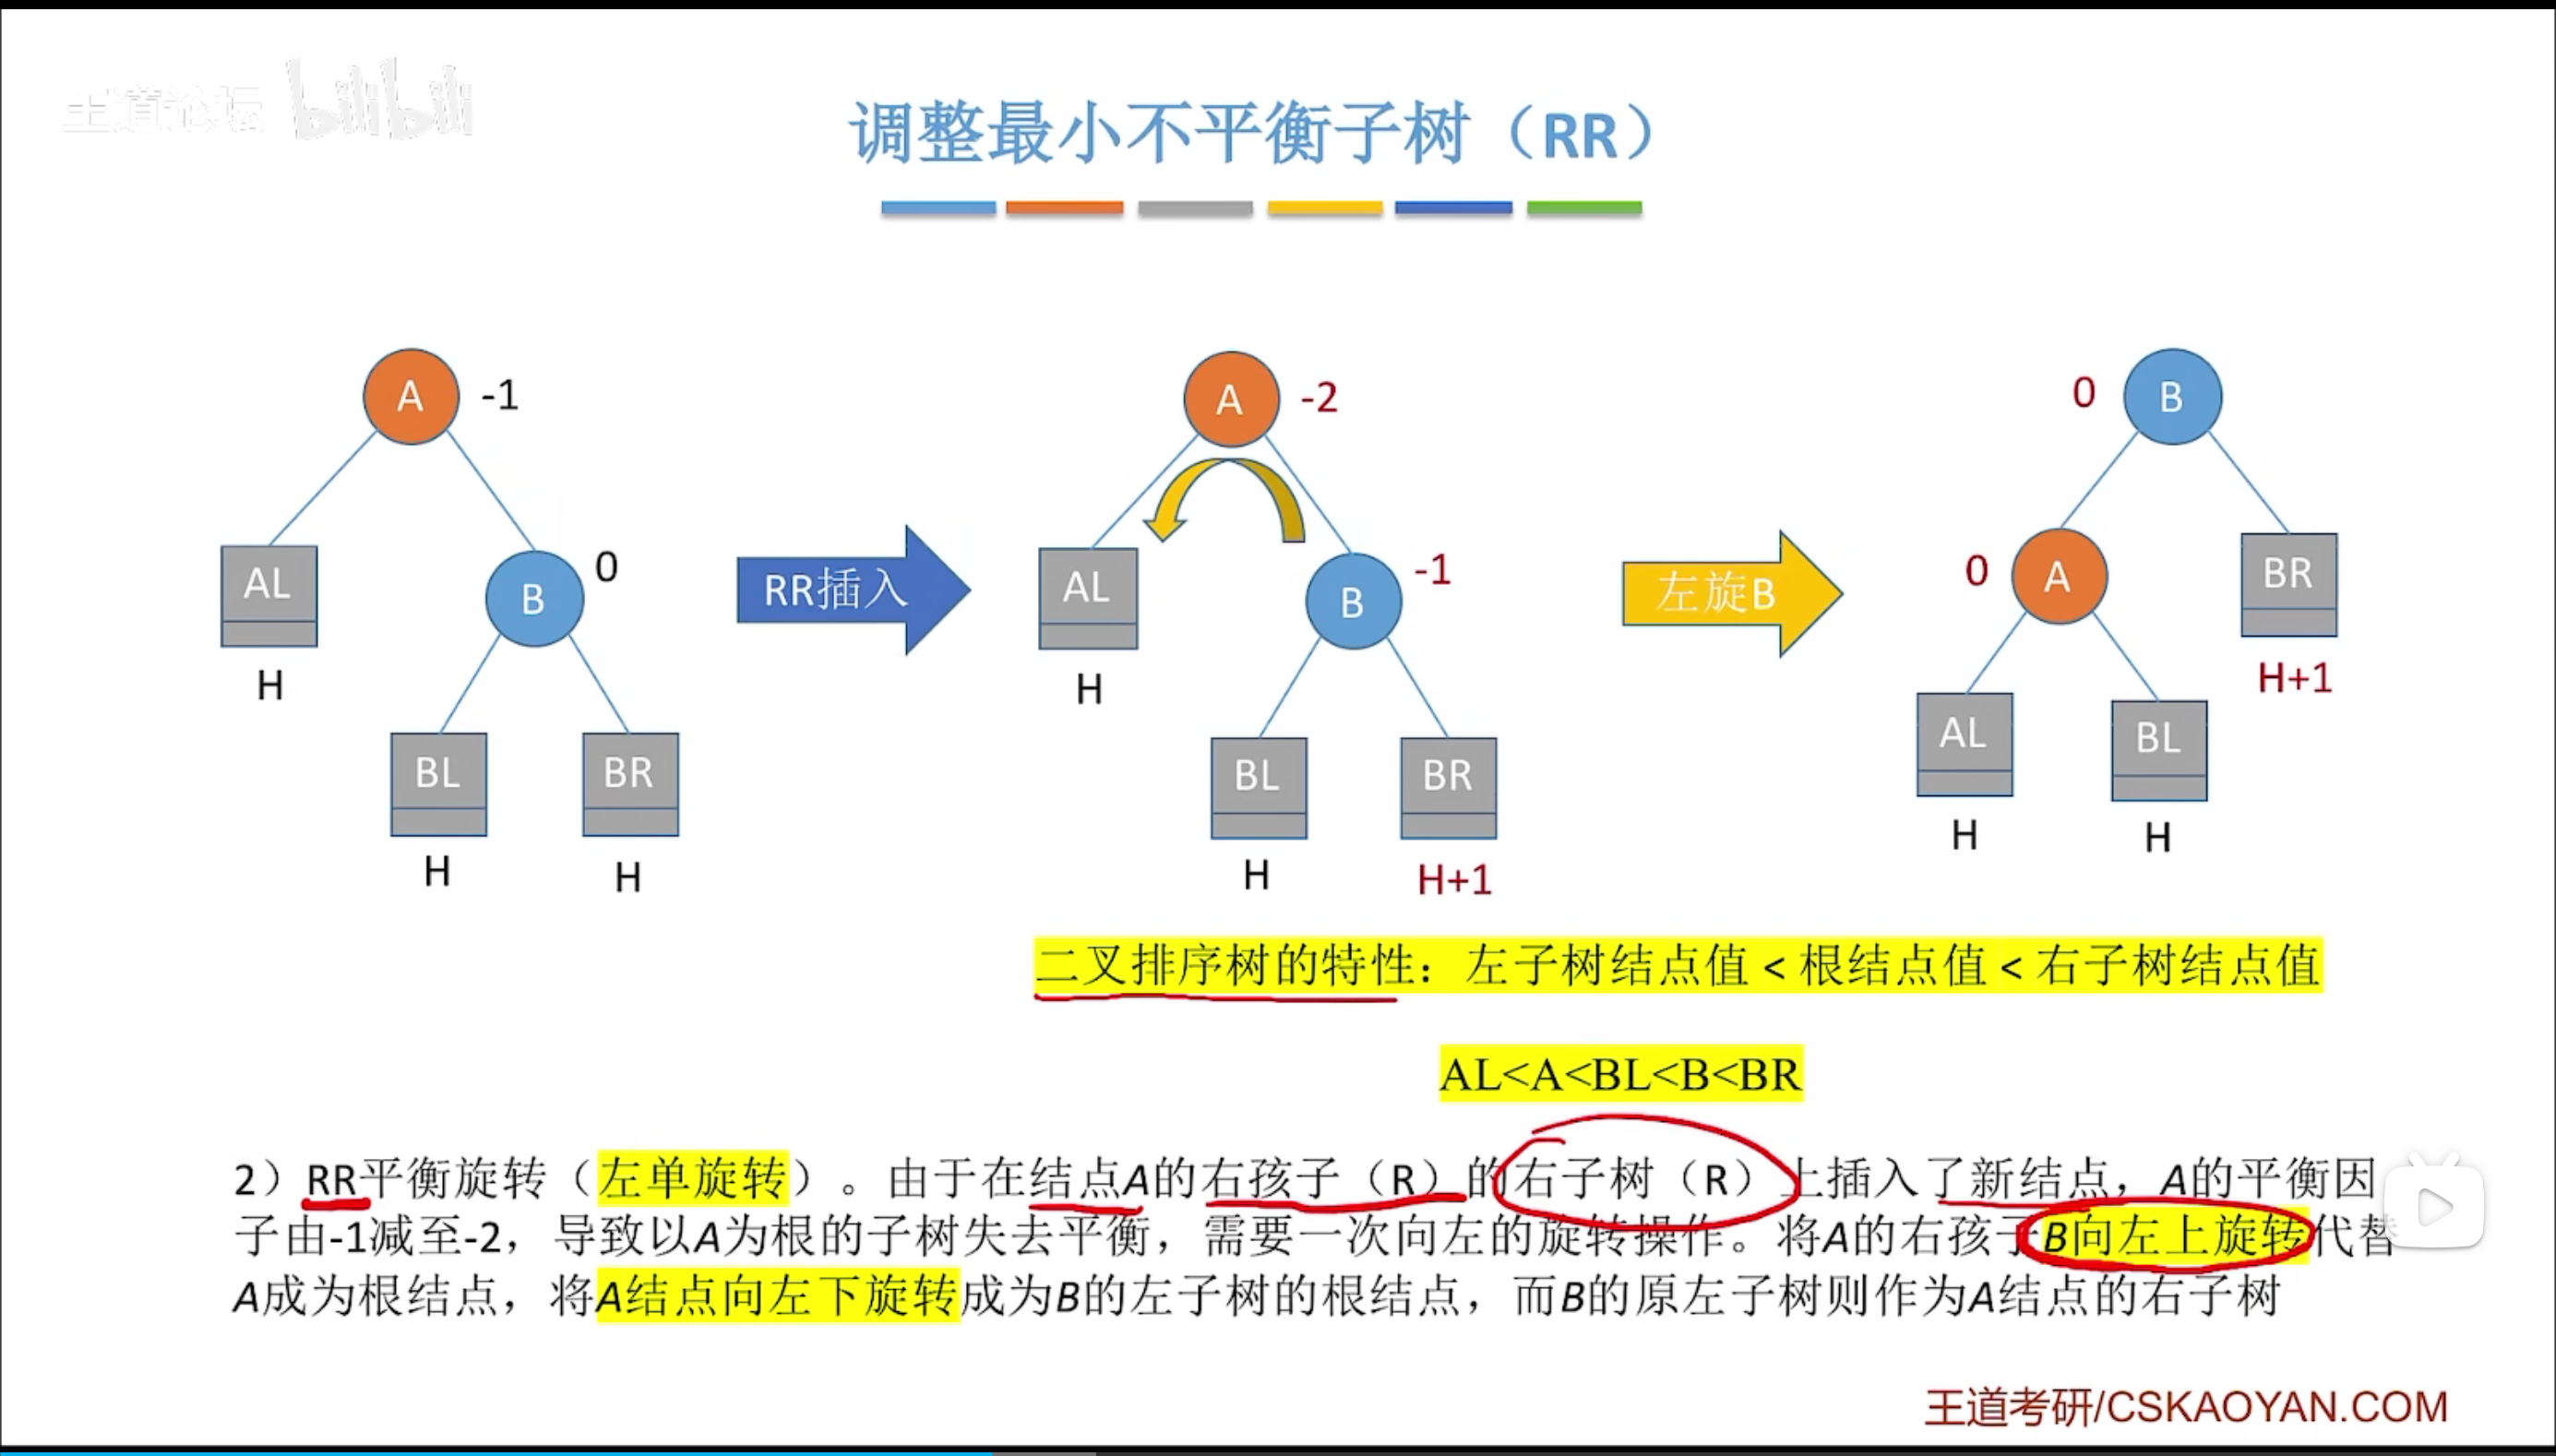 王道论坛 bilibili
调整最小不平衡子树（RR）
A -1
AL
H
B 0
BL
H
BR
H
RR插入
A -2
AL
H
B -1
BL
H
BR
H+1
左旋B
0 B
0 A
BR
H+1
AL
H
BL
H
二叉排序树的特性：左子树结点值 < 根结点值 < 右子树结点值
AL<A<BL<B<BR
2）RR平衡旋转（左单旋转）。由于在结点A的右孩子（R）的右子树（R）上插入了新结点，A的平衡因
子由-1减至-2，导致以A为根的子树失去平衡，需要一次向左的旋转操作。将A的右孩子B向左上旋转代替
A成为根结点，将A结点向左下旋转成为B的左子树的根结点，而B的原左子树则作为A结点的右子树
王道考研/CSKAOYAN.COM